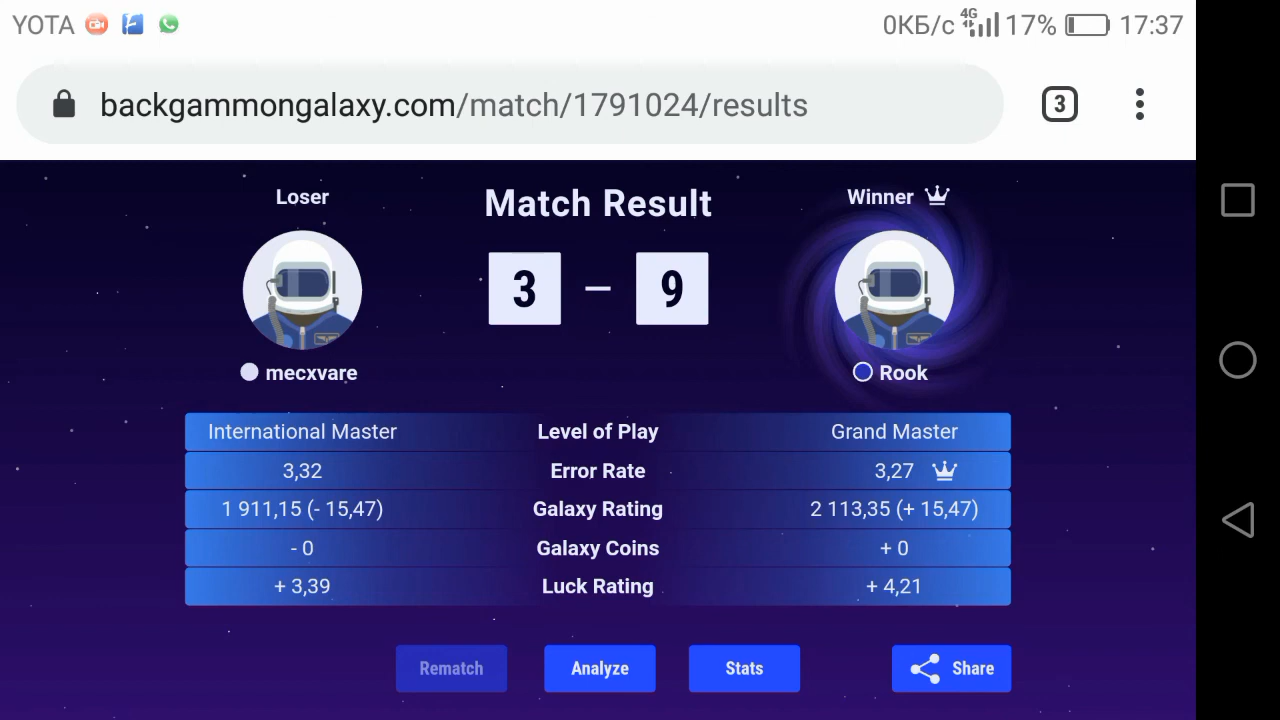 YOTA 0КБ/с 4G 17% 17:37
backgammongalaxy.com/match/1791024/results 3
Loser Match Result Winner
3 – 9
mecxvare Rook
International Master Level of Play Grand Master
3,32 Error Rate 3,27
1 911,15 (- 15,47) Galaxy Rating 2 113,35 (+ 15,47)
- 0 Galaxy Coins + 0
+ 3,39 Luck Rating + 4,21
Rematch Analyze Stats Share